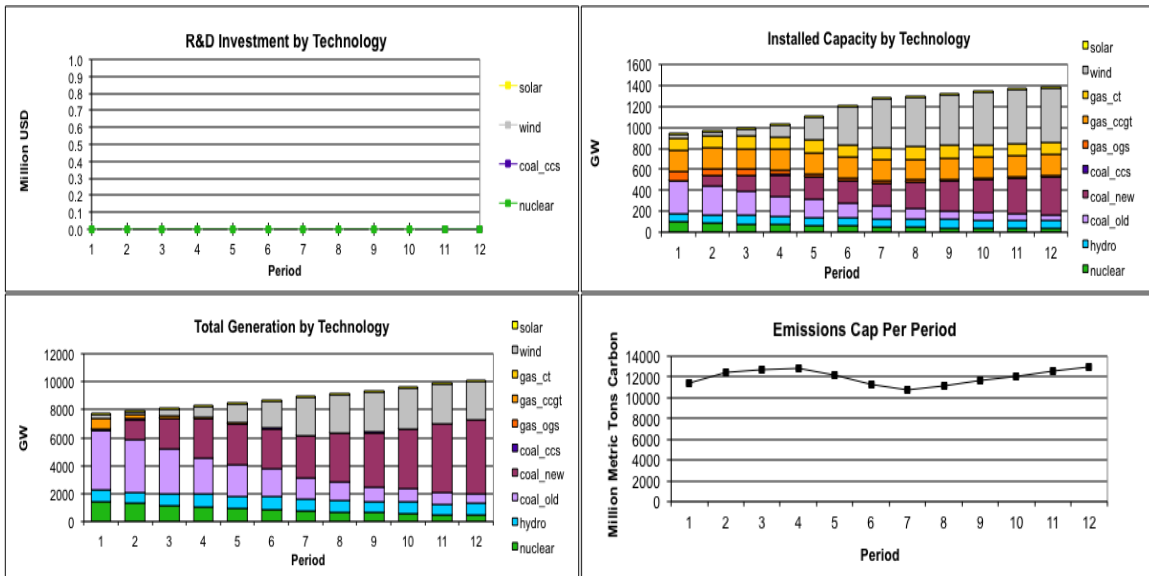 R&D Investment by Technology
Million USD
1.0
0.9
0.8
0.7
0.6
0.5
0.4
0.3
0.2
0.1
0.0
1 2 3 4 5 6 7 8 9 10 11 12
Period
solar
wind
coal_ccs
nuclear
Installed Capacity by Technology
GW
1600
1400
1200
1000
800
600
400
200
0
1 2 3 4 5 6 7 8 9 10 11 12
Period
solar
wind
gas_ct
gas_ccgt
gas_ogs
coal_ccs
coal_new
coal_old
hydro
nuclear
Total Generation by Technology
GW
12000
10000
8000
6000
4000
2000
0
1 2 3 4 5 6 7 8 9 10 11 12
Period
solar
wind
gas_ct
gas_ccgt
gas_ogs
coal_ccs
coal_new
coal_old
hydro
nuclear
Emissions Cap Per Period
Million Metric Tons Carbon
14000
12000
10000
8000
6000
4000
2000
0
1 2 3 4 5 6 7 8 9 10 11 12
Period